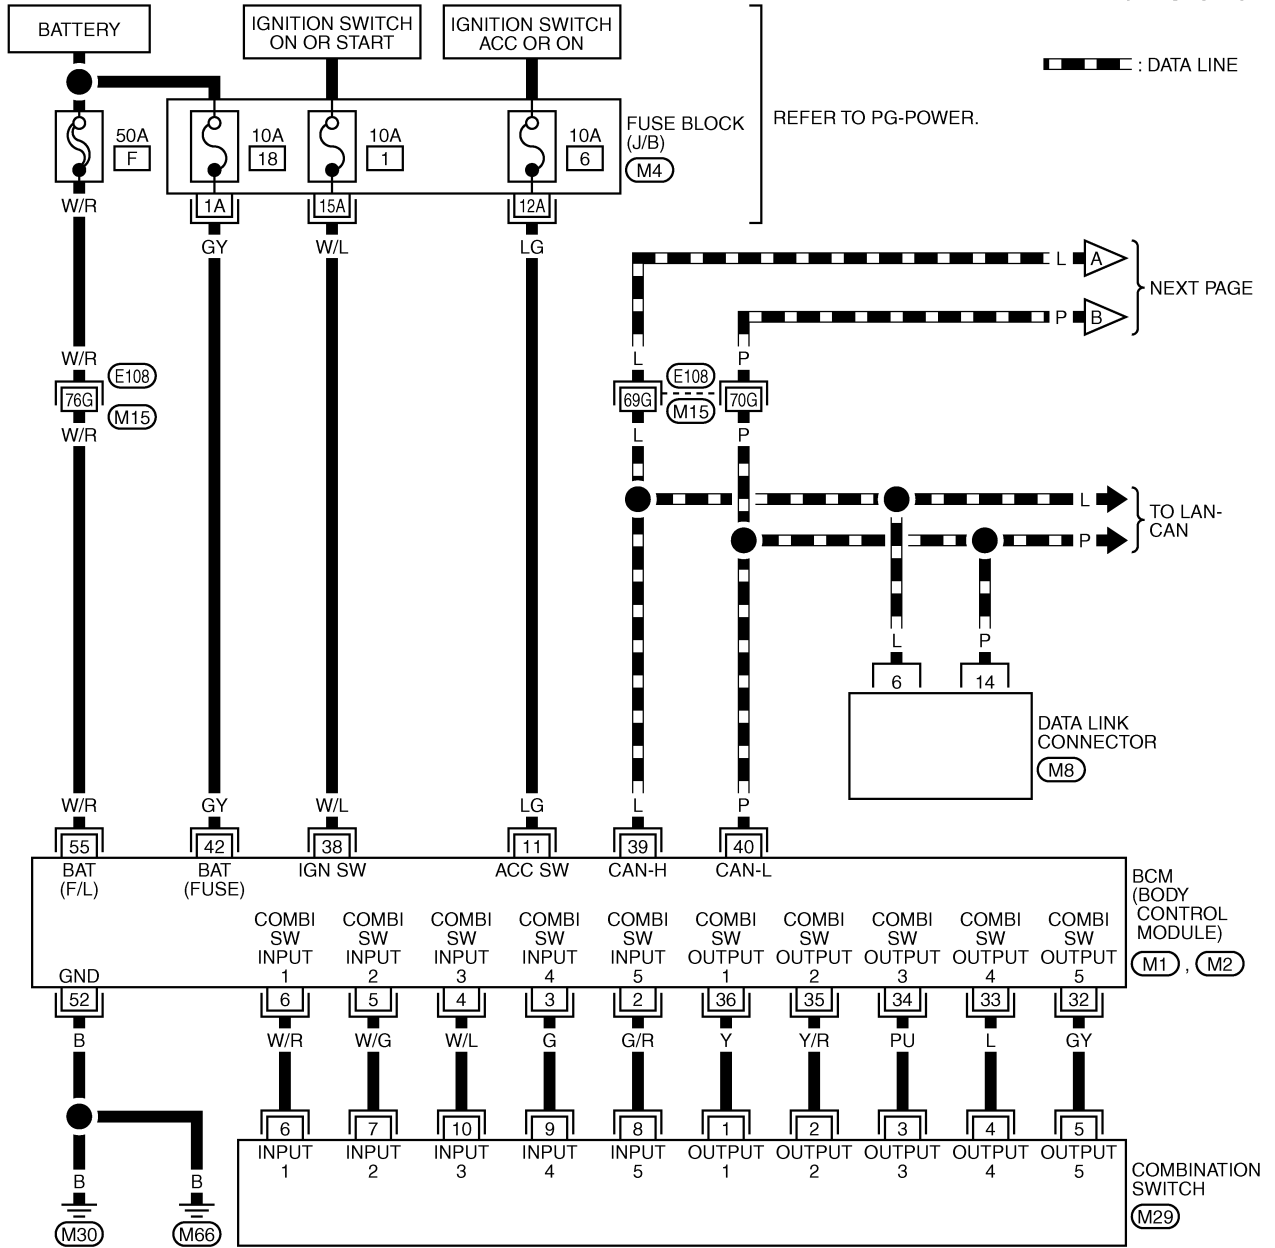 BATTERY
IGNITION SWITCH
ON OR START
IGNITION SWITCH
ACC OR ON
: DATA LINE
50A
F
10A
18
10A
1
10A
6
FUSE BLOCK
(J/B)
M4
REFER TO PG-POWER.
W/R
1A
15A
12A
GY
W/L
LG
L
A
NEXT PAGE
P
B
W/R
E108
76G
M15
W/R
L
P
E108
69G
70G
M15
L
P
L
TO LAN-
CAN
P
L
P
6
14
DATA LINK
CONNECTOR
M8
W/R
GY
W/L
LG
L
P
55
42
38
11
39
40
BAT
(F/L)
BAT
(FUSE)
IGN SW
ACC SW
CAN-H
CAN-L
BCM
(BODY
CONTROL
MODULE)
M1 , M2
COMBI
SW
INPUT
1
COMBI
SW
INPUT
2
COMBI
SW
INPUT
3
COMBI
SW
INPUT
4
COMBI
SW
INPUT
5
COMBI
SW
OUTPUT
1
COMBI
SW
OUTPUT
2
COMBI
SW
OUTPUT
3
COMBI
SW
OUTPUT
4
COMBI
SW
OUTPUT
5
GND
52
6
5
4
3
2
36
35
34
33
32
B
W/R
W/G
W/L
G
G/R
Y
Y/R
PU
L
GY
6
7
10
9
8
1
2
3
4
5
INPUT
1
INPUT
2
INPUT
3
INPUT
4
INPUT
5
OUTPUT
1
OUTPUT
2
OUTPUT
3
OUTPUT
4
OUTPUT
5
B
B
M30
M66
COMBINATION
SWITCH
M29